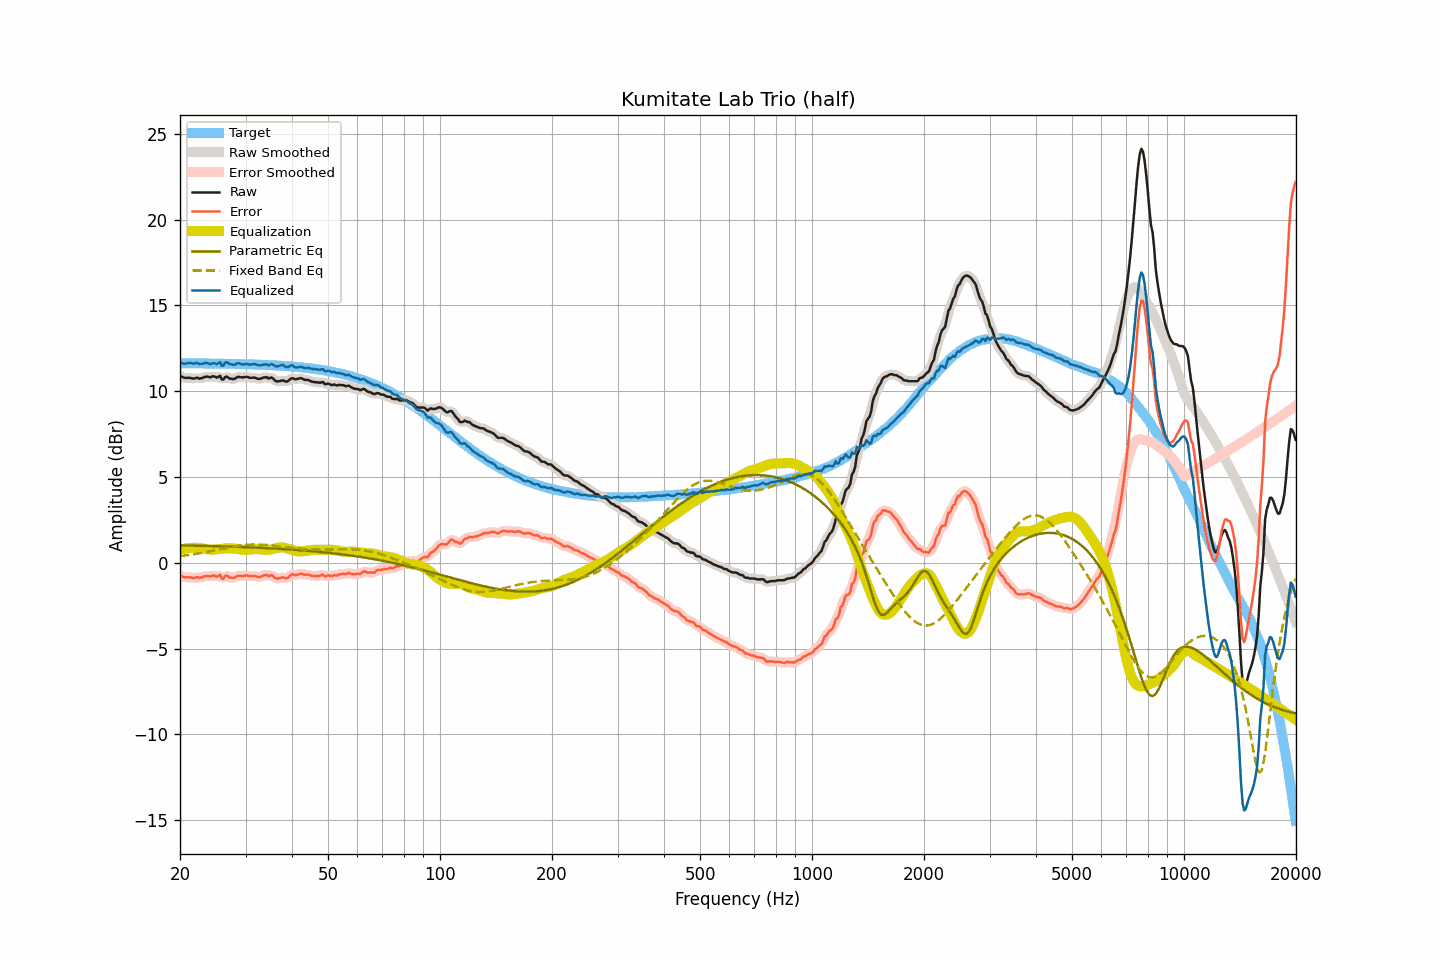 Kumitate Lab Trio (half)
Target
Raw Smoothed
Error Smoothed
Raw
Error
Equalization
Parametric Eq
Fixed Band Eq
Equalized
25
20
15
10
5
0
−5
−10
−15
Amplitude (dBr)
20 50 100 200 500 1000 2000 5000 10000 20000
Frequency (Hz)